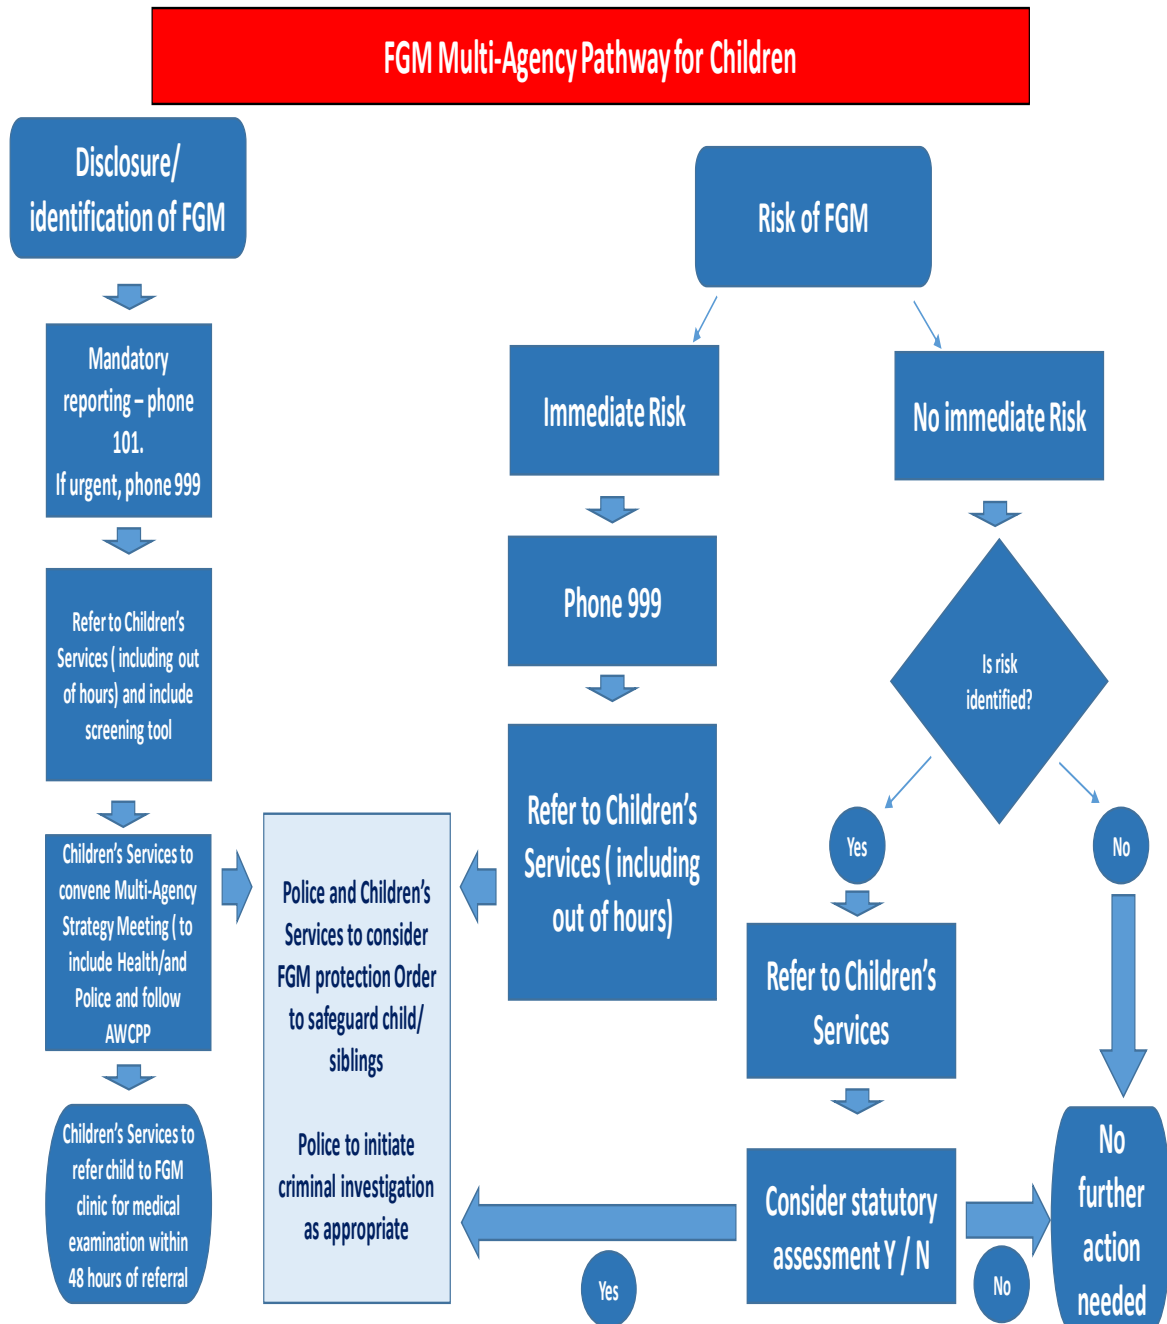 FGM Multi-Agency Pathway for Children
Disclosure/
identification of FGM
Mandatory
reporting – phone
101.
If urgent, phone 999
Refer to Children's
Services ( including out
of hours) and include
screening tool
Children's Services to
convene Multi-Agency
Strategy Meeting ( to
include Health/and
Police and follow
AWCPP
Children's Services to
refer child to FGM
clinic for medical
examination within
48 hours of referral
Police and Children's
Services to consider
FGM protection Order
to safeguard child/
siblings
Police to initiate
criminal investigation
as appropriate
Risk of FGM
Immediate Risk
Phone 999
Refer to Children's
Services ( including
out of hours)
No immediate Risk
Is risk
identified?
Yes
No
Refer to Children's
Services
Consider statutory
assessment Y / N
Yes
No
No
further
action
needed